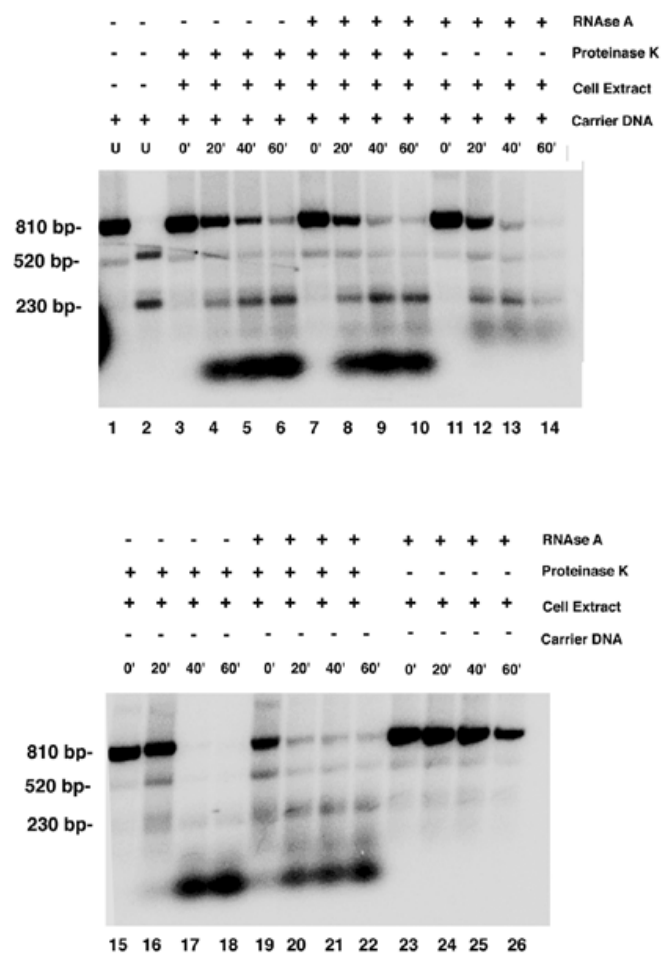 + + + + + + + + RNAse A
- - + + + + + + + + - - - - Proteinase K
- - + + + + + + + + + + + + Cell Extract
+ + + + + + + + + + + + + + Carrier DNA
U U 0' 20' 40' 60' 0' 20' 40' 60' 0' 20' 40' 60'
810 bp-
520 bp-
230 bp-
1 2 3 4 5 6 7 8 9 10 11 12 13 14
- - - - + + + + + + + + RNAse A
+ + + + + + + + - - - - Proteinase K
+ + + + + + + + + + + + Cell Extract
- - - - - - - - - - - - Carrier DNA
0' 20' 40' 60' 0' 20' 40' 60' 0' 20' 40' 60'
810 bp-
520 bp-
230 bp-
15 16 17 18 19 20 21 22 23 24 25 26